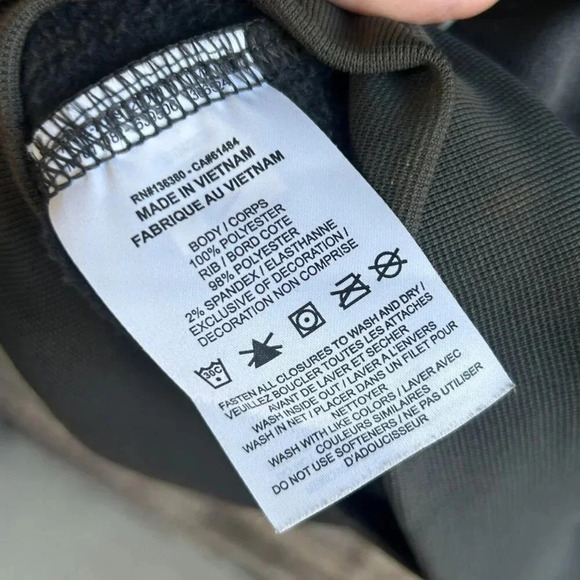 RN#136380 - CA#61484
MADE IN VIETNAM
FABRIQUE AU VIETNAM
BODY / CORPS
100% POLYESTER
RIB / BORD COTE
98% POLYESTER
2% SPANDEX / ELASTHANNE
EXCLUSIVE OF DECORATION /
DECORATION NON COMPRISE
30C
FASTEN ALL CLOSURES TO WASH AND DRY /
VEUILLEZ BOUCLER TOUTES LES ATTACHES
AVANT DE LAVER ET SECHER
WASH INSIDE OUT / LAVER A L'ENVERS
WASH IN NET / PLACER DANS UN FILET POUR
NETTOYER
WASH WITH LIKE COLORS / LAVER AVEC
COULEURS SIMILAIRES
DO NOT USE SOFTENERS / NE PAS UTILISER
D'ADOUCISSEUR